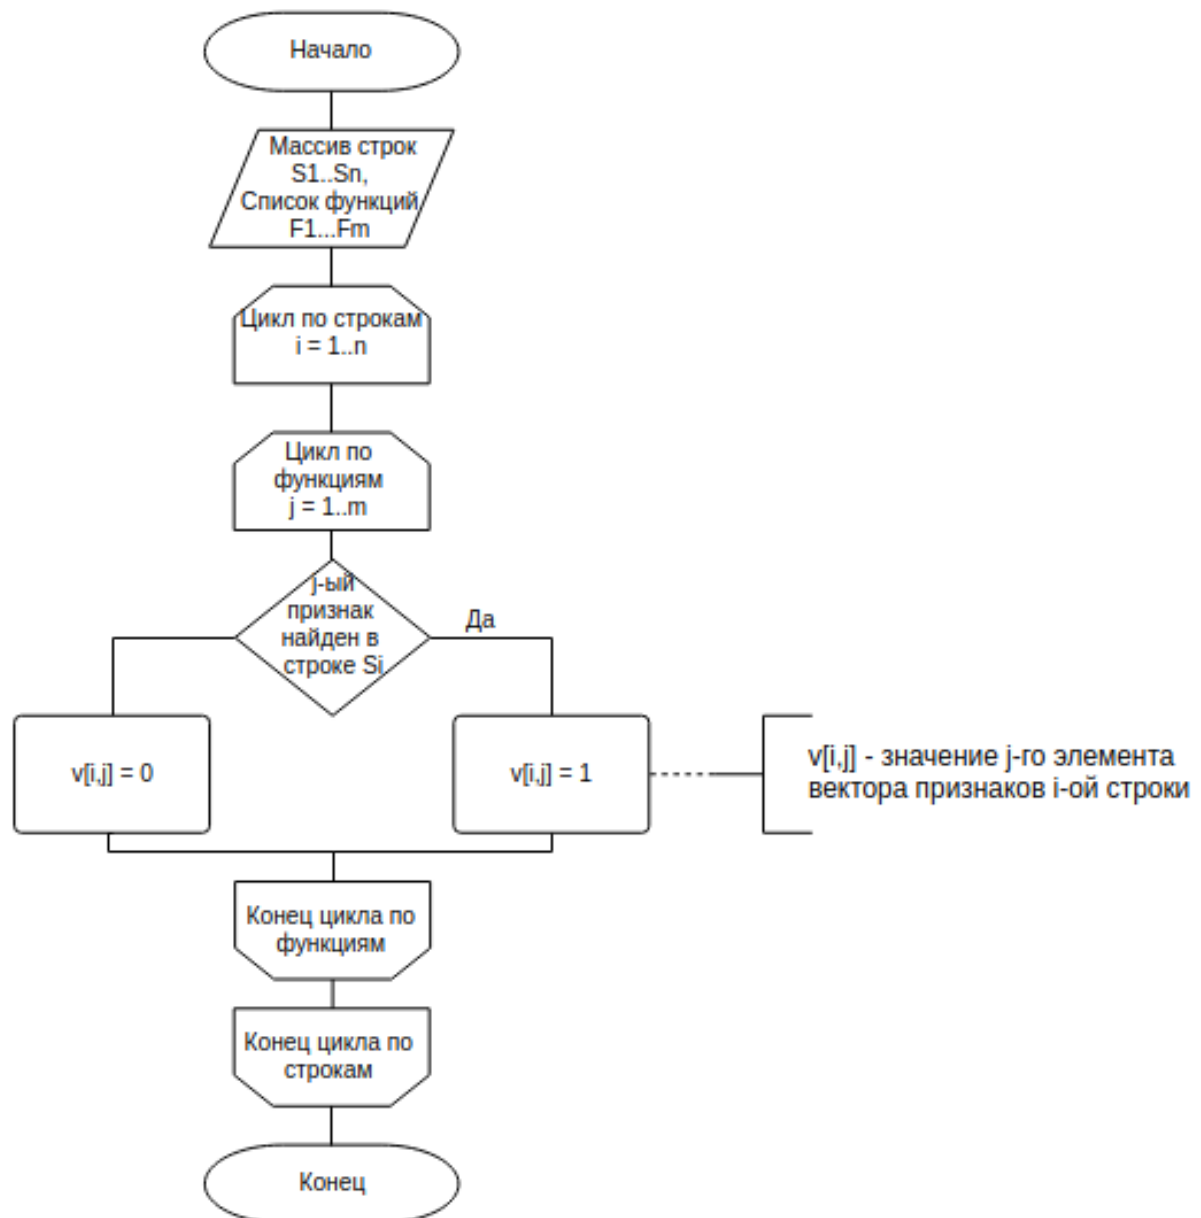 Начало
Массив строк
S1..Sn,
Список функций
F1...Fm
Цикл по строкам
i = 1..n
Цикл по
функциям
j = 1..m
j-ый
признак
найден в
строке Si
Да
v[i,j] = 0
v[i,j] = 1
v[i,j] - значение j-го элемента
вектора признаков i-ой строки
Конец цикла по
функциям
Конец цикла по
строкам
Конец